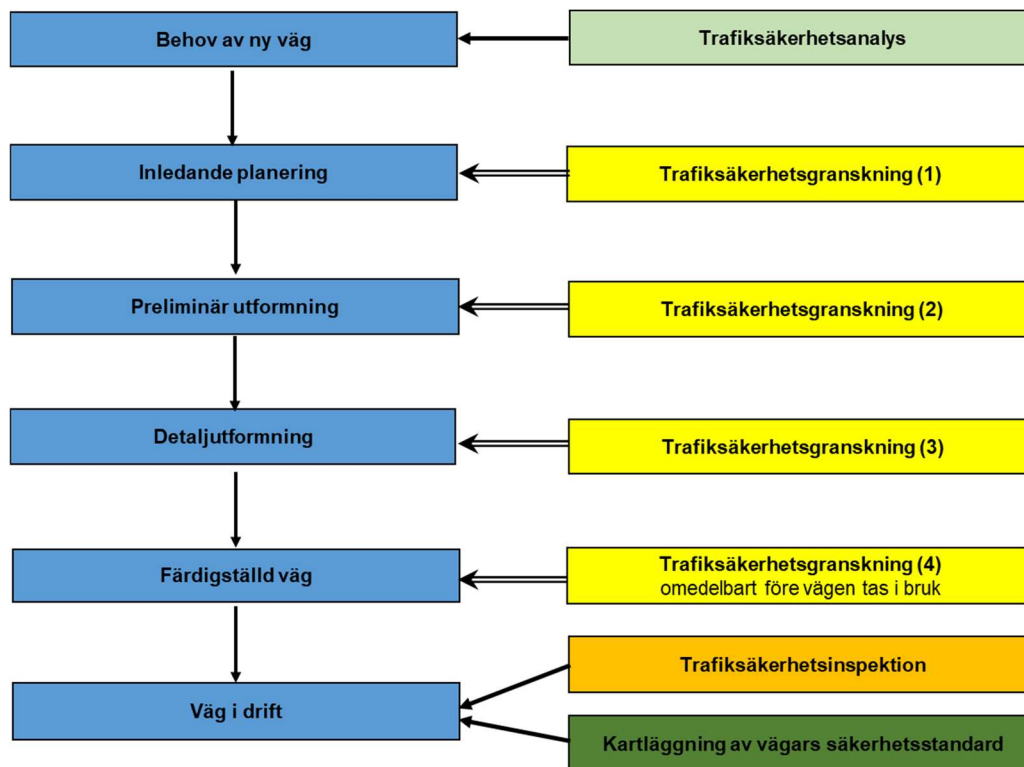 Behov av ny väg
Trafiksäkerhetsanalys
Inledande planering
Trafiksäkerhetsgranskning (1)
Preliminär utformning
Trafiksäkerhetsgranskning (2)
Detaljutformning
Trafiksäkerhetsgranskning (3)
Färdigställd väg
Trafiksäkerhetsgranskning (4)
omedelbart före vägen tas i bruk
Trafiksäkerhetsinspektion
Väg i drift
Kartläggning av vägars säkerhetsstandard